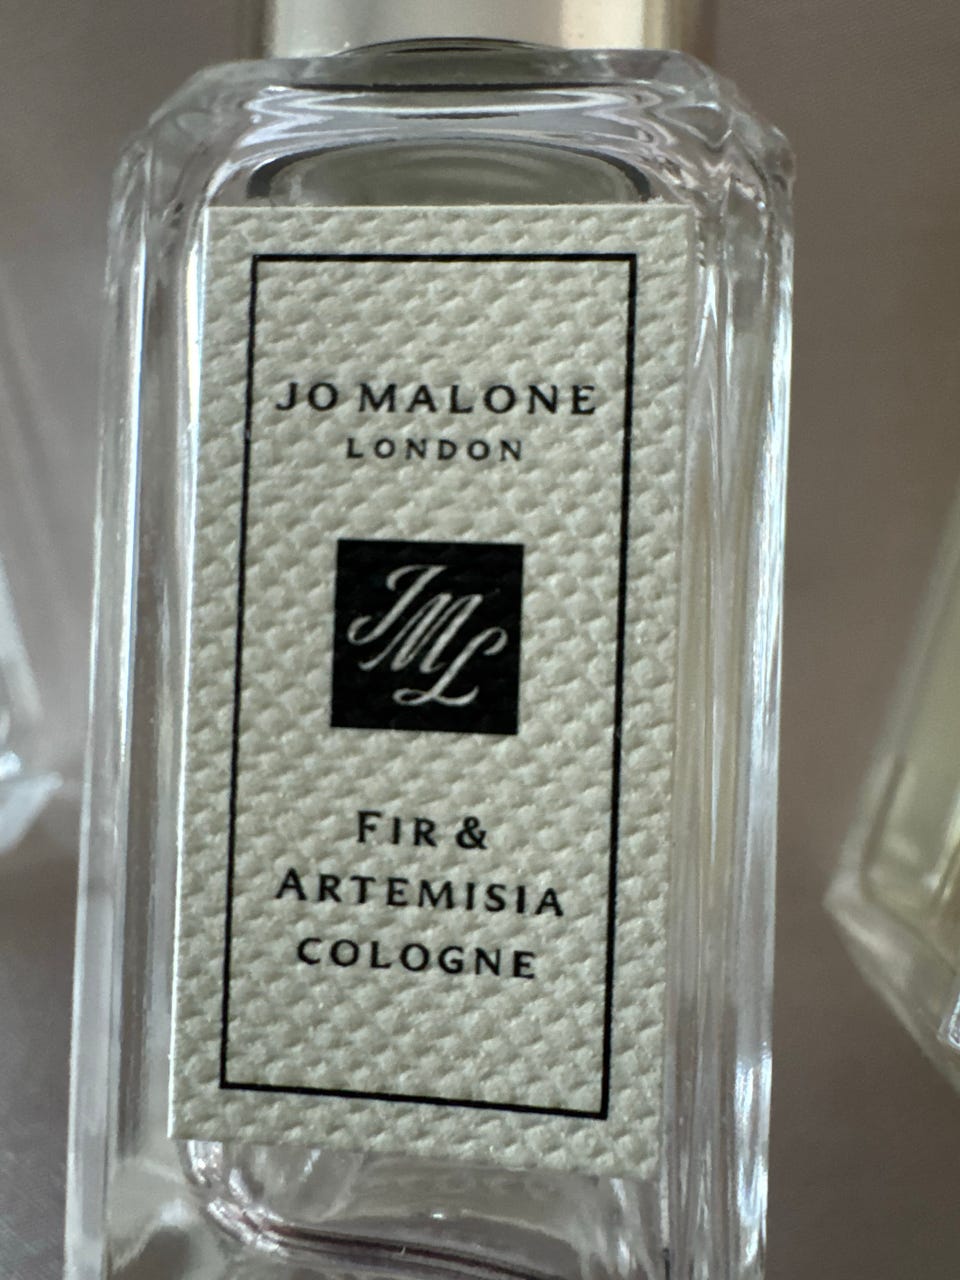 JO MALONE
LONDON
JML
FIR &
ARTEMISIA
COLOGNE